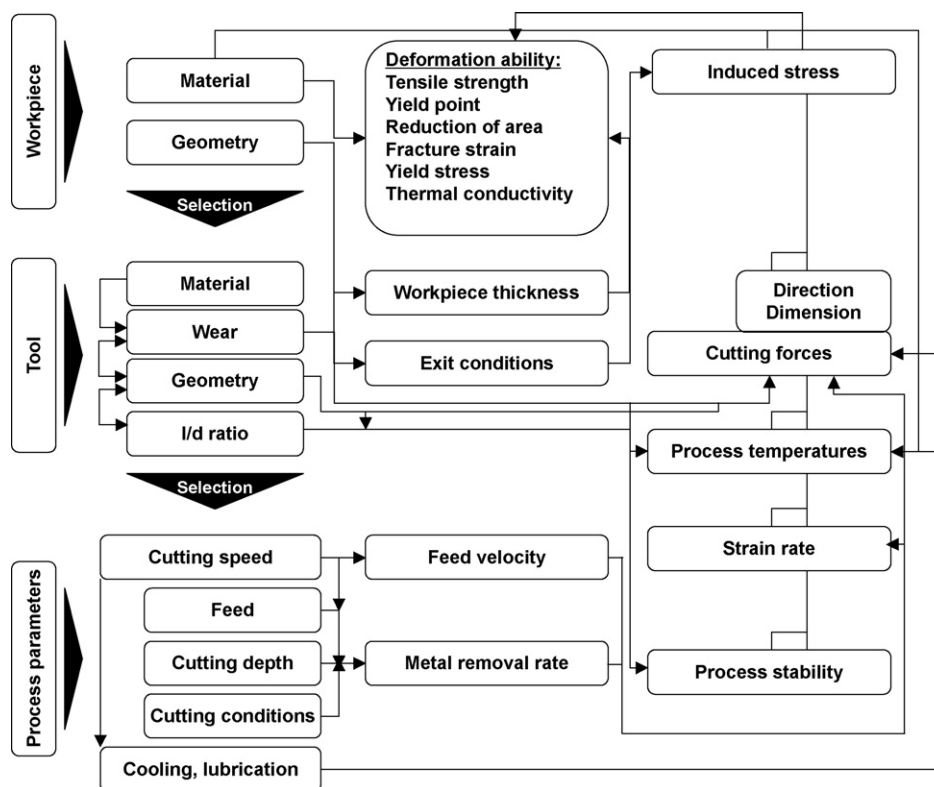 Workpiece
Material
Geometry
Selection
Deformation ability:
Tensile strength
Yield point
Reduction of area
Fracture strain
Yield stress
Thermal conductivity
Induced stress
Tool
Material
Wear
Geometry
l/d ratio
Selection
Workpiece thickness
Exit conditions
Direction
Dimension
Cutting forces
Process temperatures
Strain rate
Process stability
Process parameters
Cutting speed
Feed
Cutting depth
Cutting conditions
Cooling, lubrication
Feed velocity
Metal removal rate